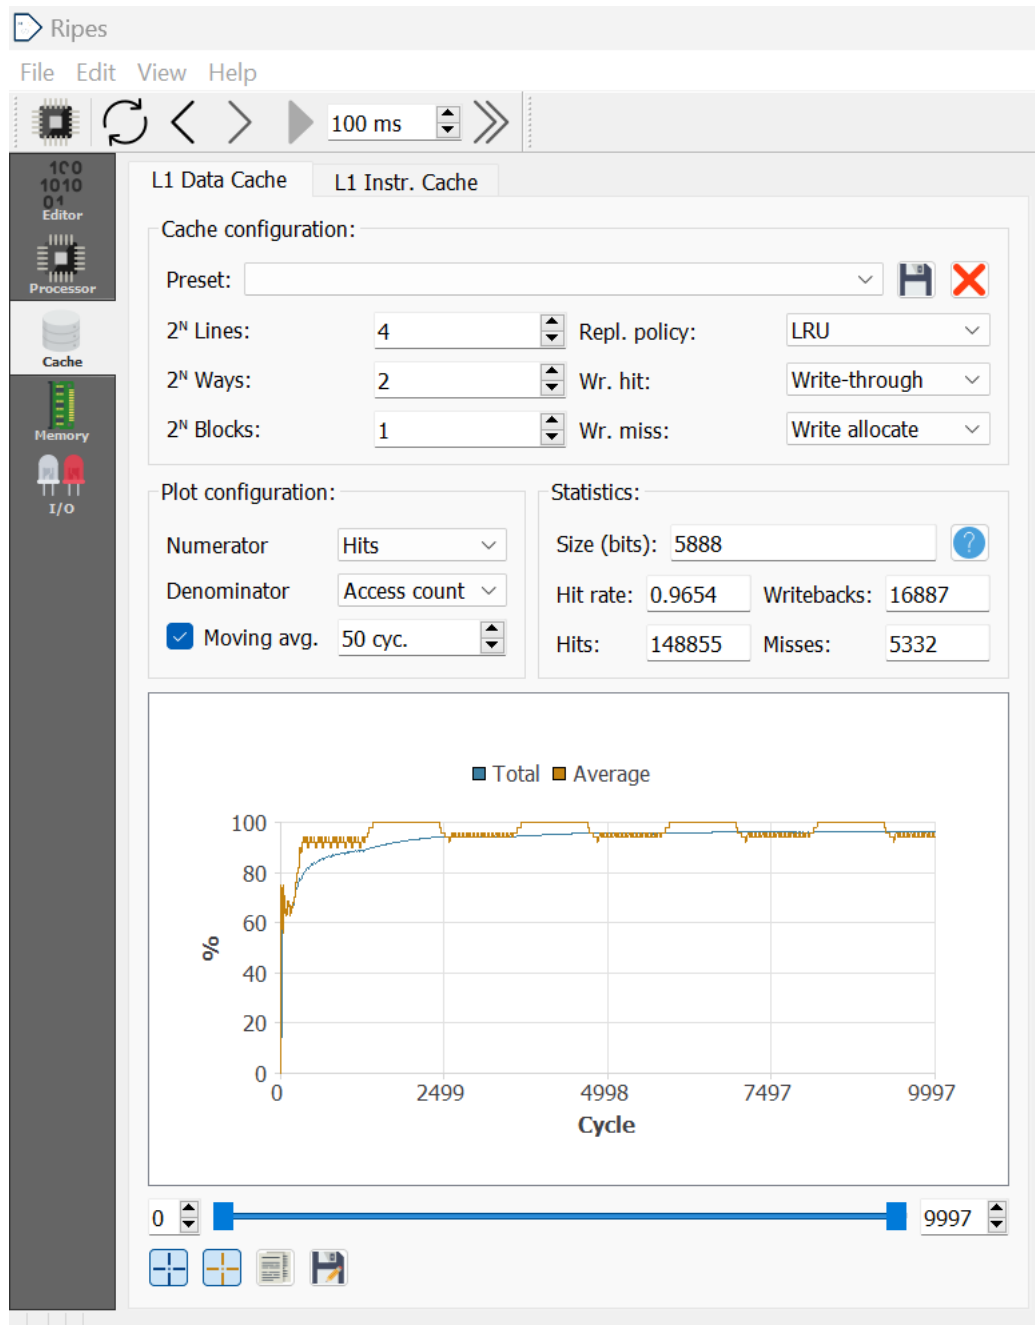 Ripes
File Edit View Help
100 ms
100
1010
01
Editor
Processor
Cache
Memory
I/O
L1 Data Cache L1 Instr. Cache
Cache configuration:
Preset:
2ᴺ Lines: 4 Repl. policy: LRU
2ᴺ Ways: 2 Wr. hit: Write-through
2ᴺ Blocks: 1 Wr. miss: Write allocate
Plot configuration:
Numerator Hits
Denominator Access count
Moving avg. 50 cyc.
Statistics:
Size (bits): 5888 ?
Hit rate: 0.9654 Writebacks: 16887
Hits: 148855 Misses: 5332
Total Average
100
80
60
40
20
0
%
0 2499 4998 7497 9997
Cycle
0 9997